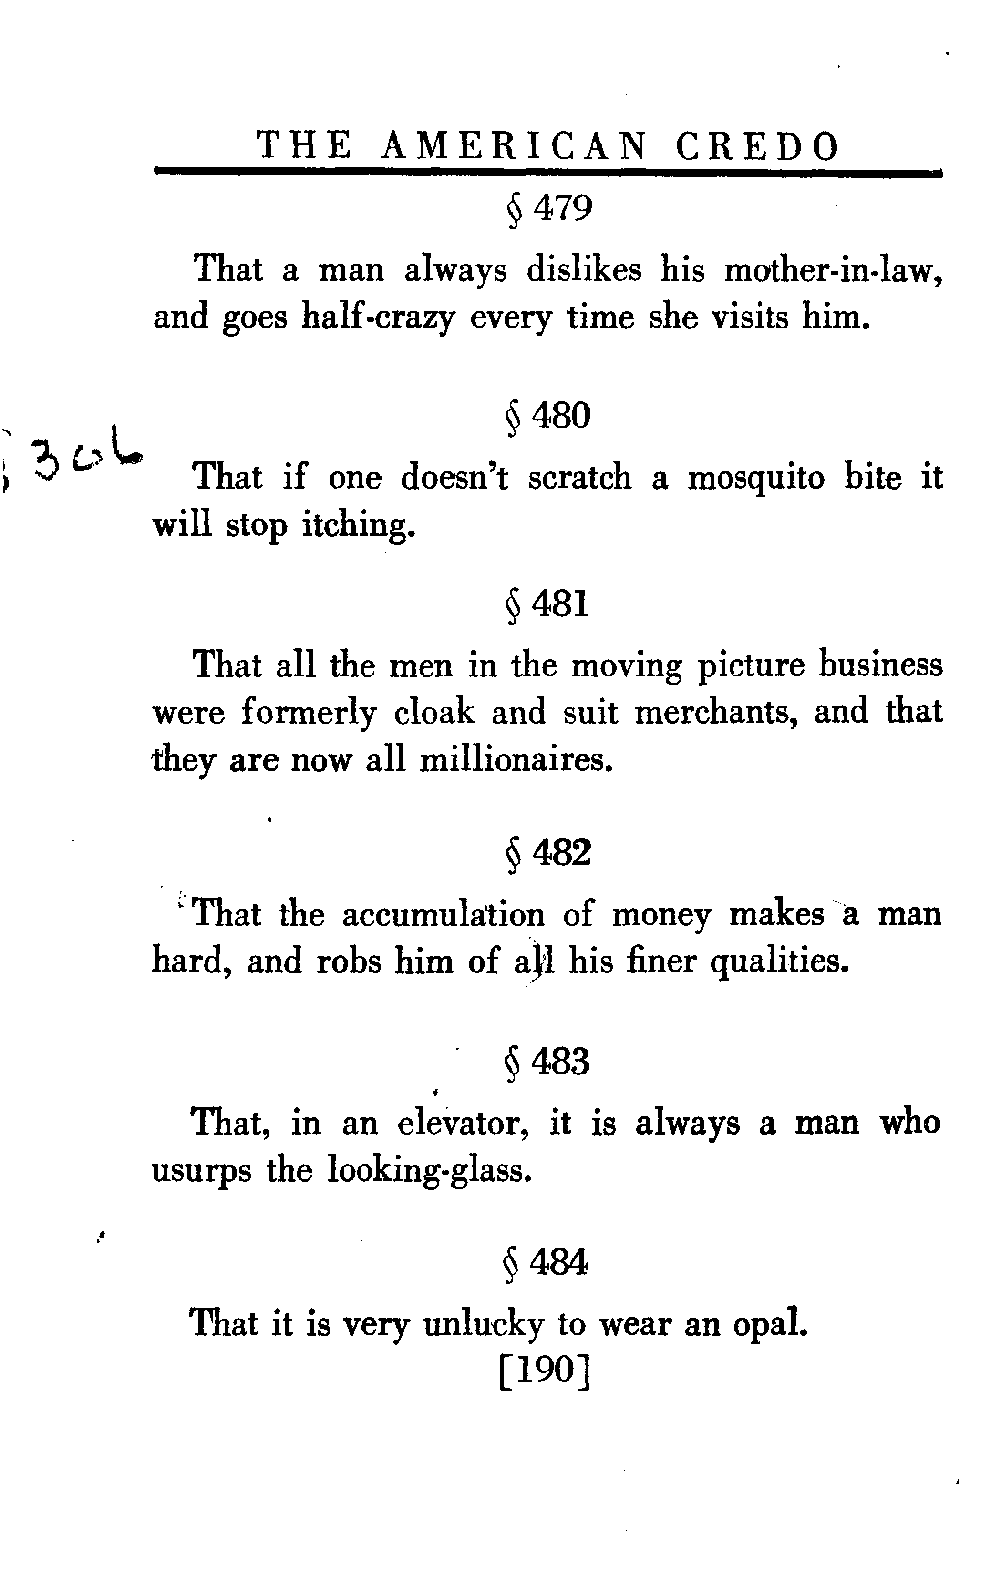 THE AMERICAN CREDO
§ 479
That a man always dislikes his mother-in-law,
and goes half-crazy every time she visits him.
§ 480
306
That if one doesn't scratch a mosquito bite it
will stop itching.
§ 481
That all the men in the moving picture business
were formerly cloak and suit merchants, and that
they are now all millionaires.
§ 482
That the accumulation of money makes a man
hard, and robs him of all his finer qualities.
§ 483
That, in an elevator, it is always a man who
usurps the looking-glass.
§ 484
That it is very unlucky to wear an opal.
[190]